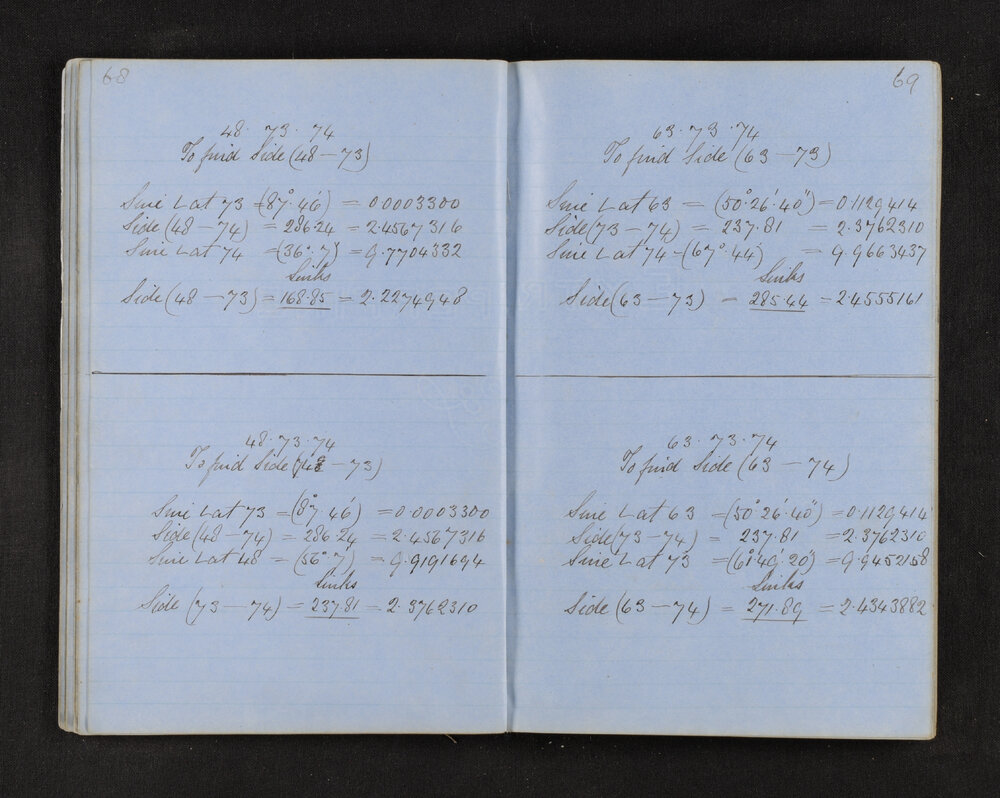 68
48. 73. 74
To find Side (48 — 73)
Sine L at 73 = (87°. 46') = 0.0003300
Side (48 — 74) = 286.24 = 2.4567316
Sine L at 74 = (36°. 7') = 9.7704332
Links
Side (48 — 73) = 168.85 = 2.2274948
48. 73. 74
To find Side (48 — 73)
Sine L at 73 = (87°. 46') = 0.0003300
Side (48 — 74) = 286.24 = 2.4567316
Sine L at 48 = (56°. 7') = 9.9191694
Links
Side (73 — 74) = 237.81 = 2.3762310
69
63. 73. 74
To find Side (63 — 73)
Sine L at 63 = (50°. 26'. 40") = 0.1129414
Side (73 — 74) = 237.81 = 2.3762310
Sine L at 74 = (67°. 44') = 9.9663437
Links
Side (63 — 73) = 285.44 = 2.4555161
63. 73. 74
To find Side (63 — 74)
Sine L at 63 = (50°. 26'. 40") = 0.1129414
Side (73 — 74) = 237.81 = 2.3762310
Sine L at 73 = (61°. 49'. 20") = 9.9452158
Links
Side (63 — 74) = 271.89 = 2.4343882